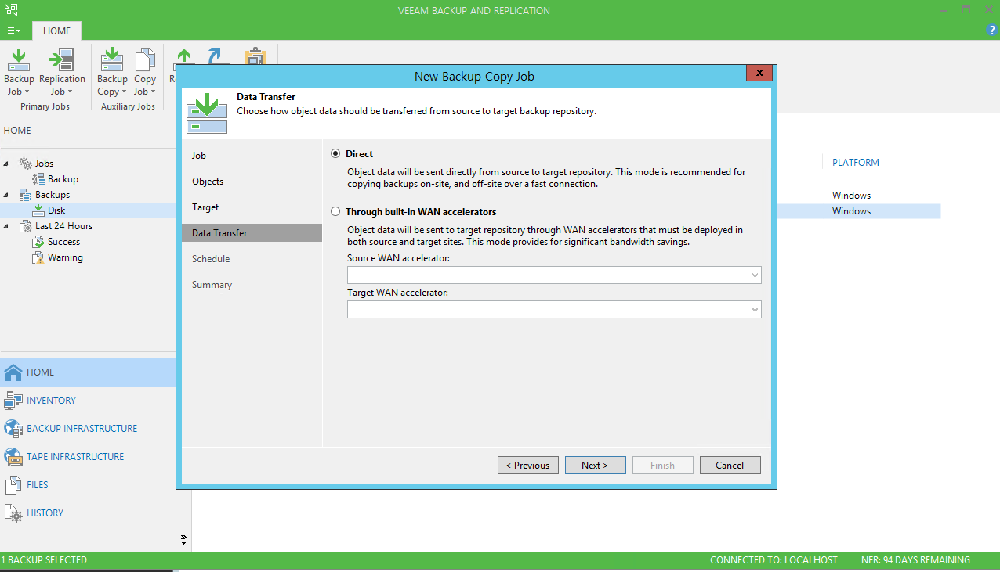 VEEAM BACKUP AND REPLICATION
HOME
?
Backup Job
Replication Job
Backup Copy
Copy Job
R
Primary Jobs
Auxiliary Jobs
HOME
Jobs
Backup
Backups
Disk
Last 24 Hours
Success
Warning
HOME
INVENTORY
BACKUP INFRASTRUCTURE
TAPE INFRASTRUCTURE
FILES
HISTORY
New Backup Copy Job
x
Data Transfer
Choose how object data should be transferred from source to target backup repository.
Job
Objects
Target
Data Transfer
Schedule
Summary
Direct
Object data will be sent directly from source to target repository. This mode is recommended for
copying backups on-site, and off-site over a fast connection.
Through built-in WAN accelerators
Object data will be sent to target repository through WAN accelerators that must be deployed in
both source and target sites. This mode provides for significant bandwidth savings.
Source WAN accelerator:
Target WAN accelerator:
< Previous
Next >
Finish
Cancel
PLATFORM
Windows
Windows
1 BACKUP SELECTED
CONNECTED TO: LOCALHOST
NFR: 94 DAYS REMAINING